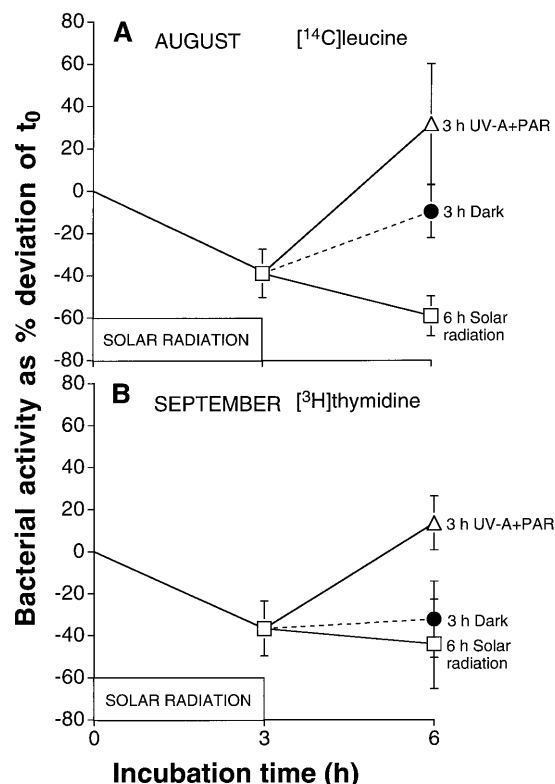 A AUGUST [¹⁴C]leucine
80
60
40
20
0
-20
-40
-60
-80
3 h UV-A+PAR
3 h Dark
6 h Solar
radiation
SOLAR RADIATION
Bacterial activity as % deviation of t₀
B SEPTEMBER [³H]thymidine
80
60
40
20
0
-20
-40
-60
-80
3 h UV-A+PAR
3 h Dark
6 h Solar
radiation
SOLAR RADIATION
0 3 6
Incubation time (h)